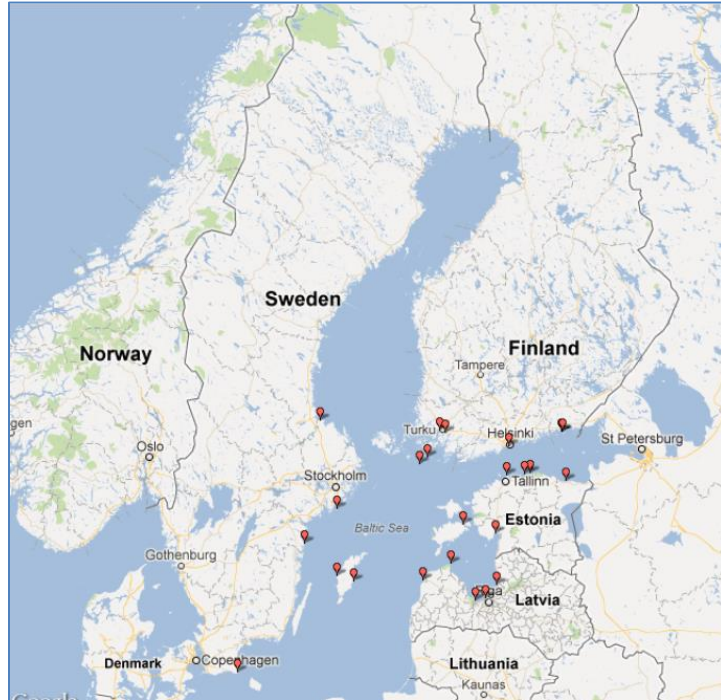 Sweden
Norway
Finland
Tampere
gen
Oslo
Turku
Helsinki
St Petersburg
Stockholm
Tallinn
Baltic Sea
Estonia
Gothenburg
Latvia
Denmark
Copenhagen
Lithuania
Kaunas